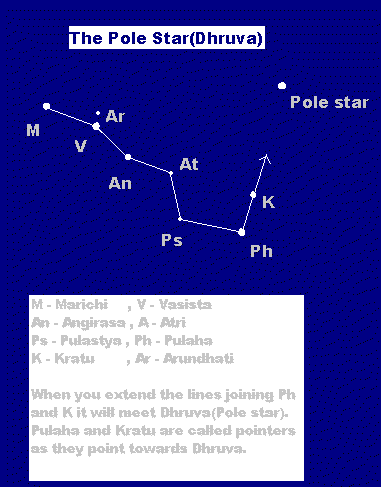 The Pole Star(Dhruva)
Pole star
Ar
M
V
An
At
K
Ps
Ph
M - Marichi , V - Vasista
An - Angirasa , A - Atri
Ps - Pulastya , Ph - Pulaha
K - Kratu , Ar - Arundhati
When you extend the lines joining Ph
and K it will meet Dhruva(Pole star).
Pulaha and Kratu are called pointers
as they point towards Dhruva.